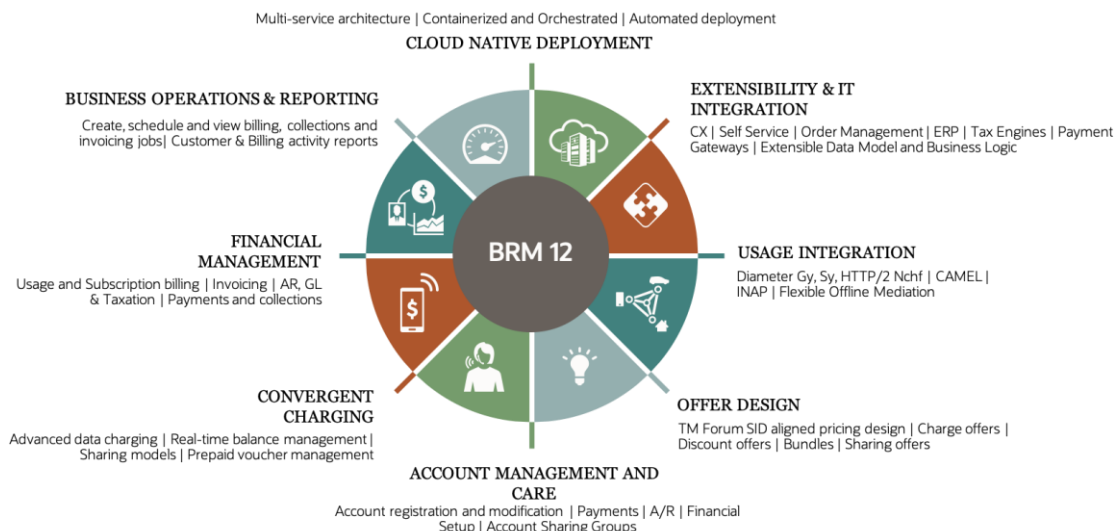 Multi-service architecture | Containerized and Orchestrated | Automated deployment
CLOUD NATIVE DEPLOYMENT
EXTENSIBILITY & IT
INTEGRATION
CX | Self Service | Order Management | ERP | Tax Engines | Payment
Gateways | Extensible Data Model and Business Logic
USAGE INTEGRATION
Diameter Gy, Sy, HTTP/2 Nchf | CAMEL |
INAP | Flexible Offline Mediation
OFFER DESIGN
TM Forum SID aligned pricing design | Charge offers |
Discount offers | Bundles | Sharing offers
ACCOUNT MANAGEMENT AND
CARE
Account registration and modification | Payments | A/R | Financial
Setup | Account Sharing Groups
CONVERGENT
CHARGING
Advanced data charging | Real-time balance management |
Sharing models | Prepaid voucher management
FINANCIAL
MANAGEMENT
Usage and Subscription billing | Invoicing | AR, GL
& Taxation | Payments and collections
BUSINESS OPERATIONS & REPORTING
Create, schedule and view billing, collections and
invoicing jobs| Customer & Billing activity reports
BRM 12
$
$